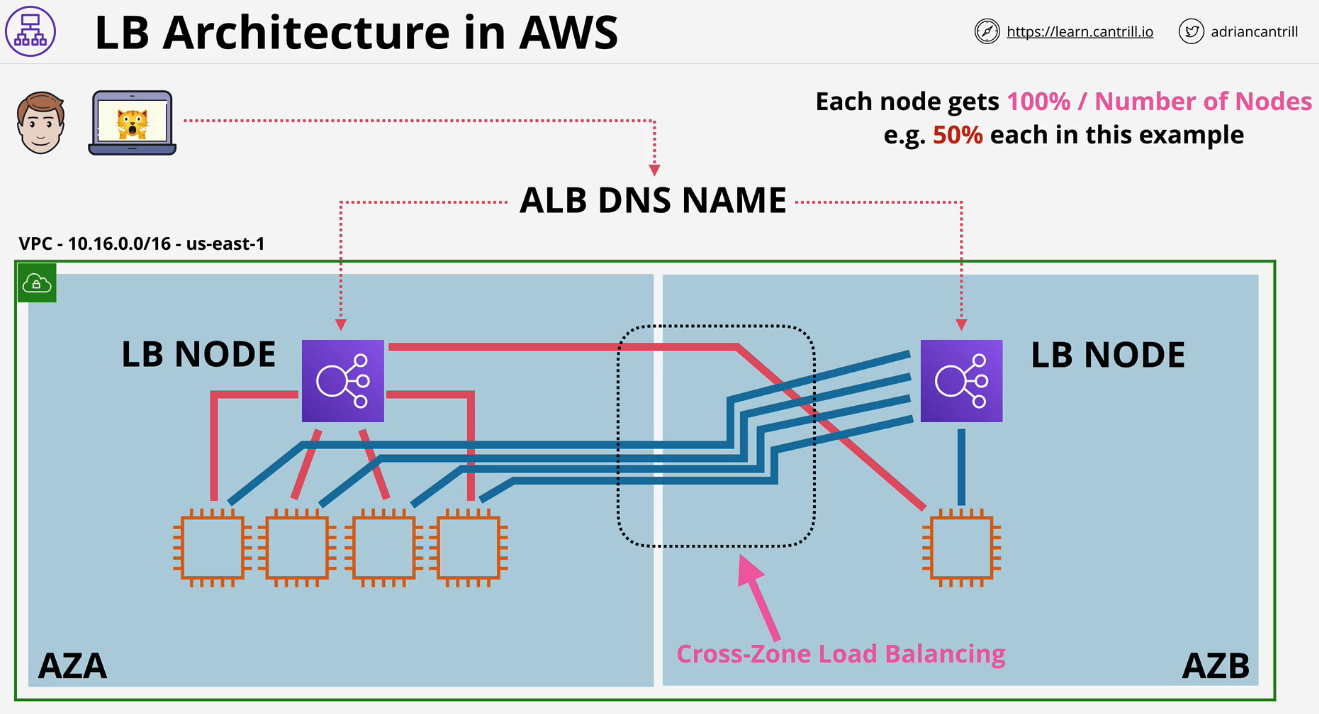 LB Architecture in AWS
https://learn.cantrill.io
adriancantrill
Each node gets 100% / Number of Nodes
e.g. 50% each in this example
ALB DNS NAME
VPC - 10.16.0.0/16 - us-east-1
LB NODE
LB NODE
Cross-Zone Load Balancing
AZA
AZB